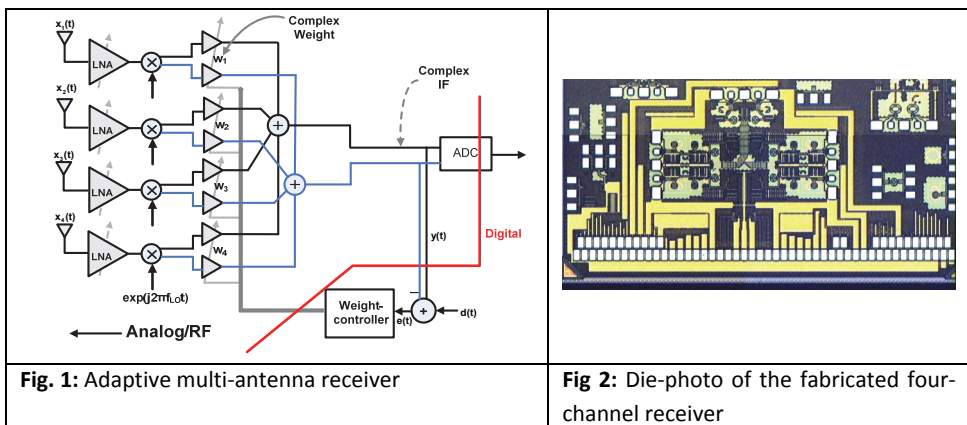 x₁(t)
LNA
w₁
Complex
Weight
x₂(t)
LNA
w₂
Complex
IF
x₃(t)
LNA
w₃
ADC
x₄(t)
LNA
w₄
y(t)
Digital
exp(j2πfLOt)
Analog/RF
Weight-
controller
e(t)
d(t)
Fig. 1: Adaptive multi-antenna receiver
Fig 2: Die-photo of the fabricated four-
channel receiver